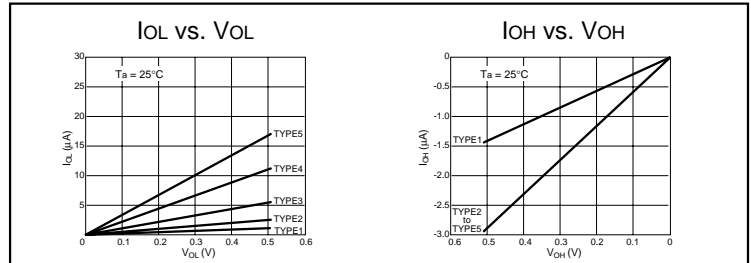 IOL vs. VOL
30
25
20
15
10
5
IOL (µA)
Ta = 25°C
TYPE5
TYPE4
TYPE3
TYPE2
TYPE1
0 0.1 0.2 0.3 0.4 0.5 0.6
VOL (V)
IOH vs. VOH
0
-0.5
-1.0
-1.5
-2.0
-2.5
-3.0
IOH (µA)
Ta = 25°C
TYPE1
TYPE2
to
TYPE5
0.6 0.5 0.4 0.3 0.2 0.1 0
VOH (V)